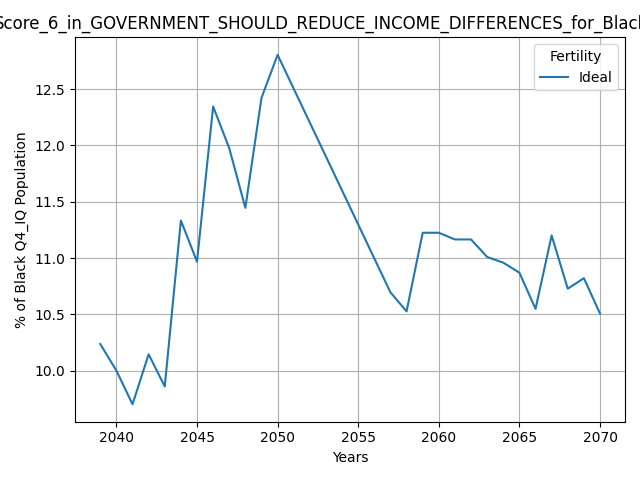 Score_6_in_GOVERNMENT_SHOULD_REDUCE_INCOME_DIFFERENCES_for_Black
Fertility
Ideal
% of Black Q4_IQ Population
12.5
12.0
11.5
11.0
10.5
10.0
2040 2045 2050 2055 2060 2065 2070
Years